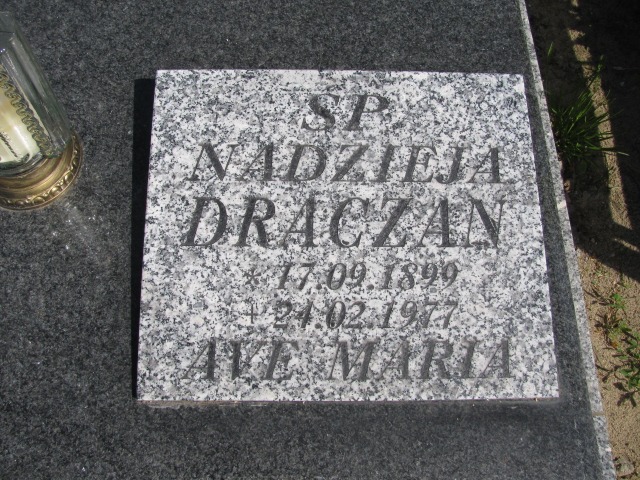 SP.
NADZIEJA
DRACZAN
* 17.09.1899
+ 24.02.1977
AVE MARIA